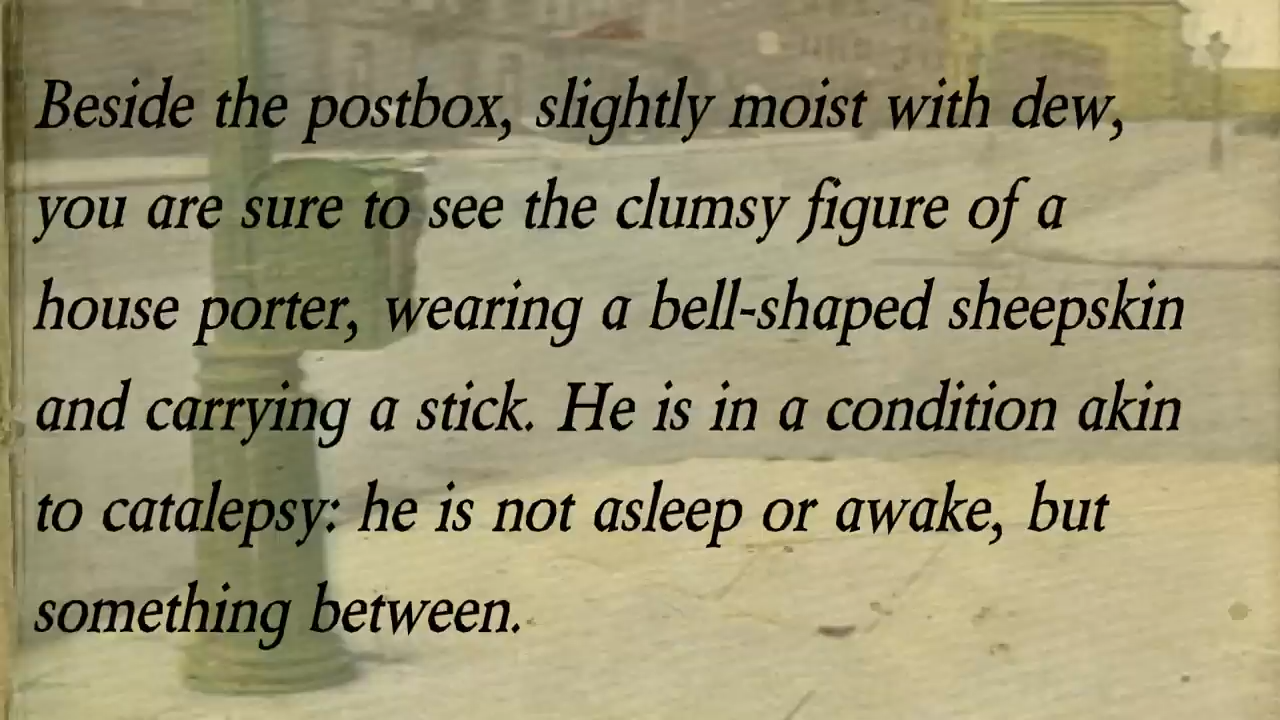 Beside the postbox, slightly moist with dew,
you are sure to see the clumsy figure of a
house porter, wearing a bell-shaped sheepskin
and carrying a stick. He is in a condition akin
to catalepsy: he is not asleep or awake, but
something between.